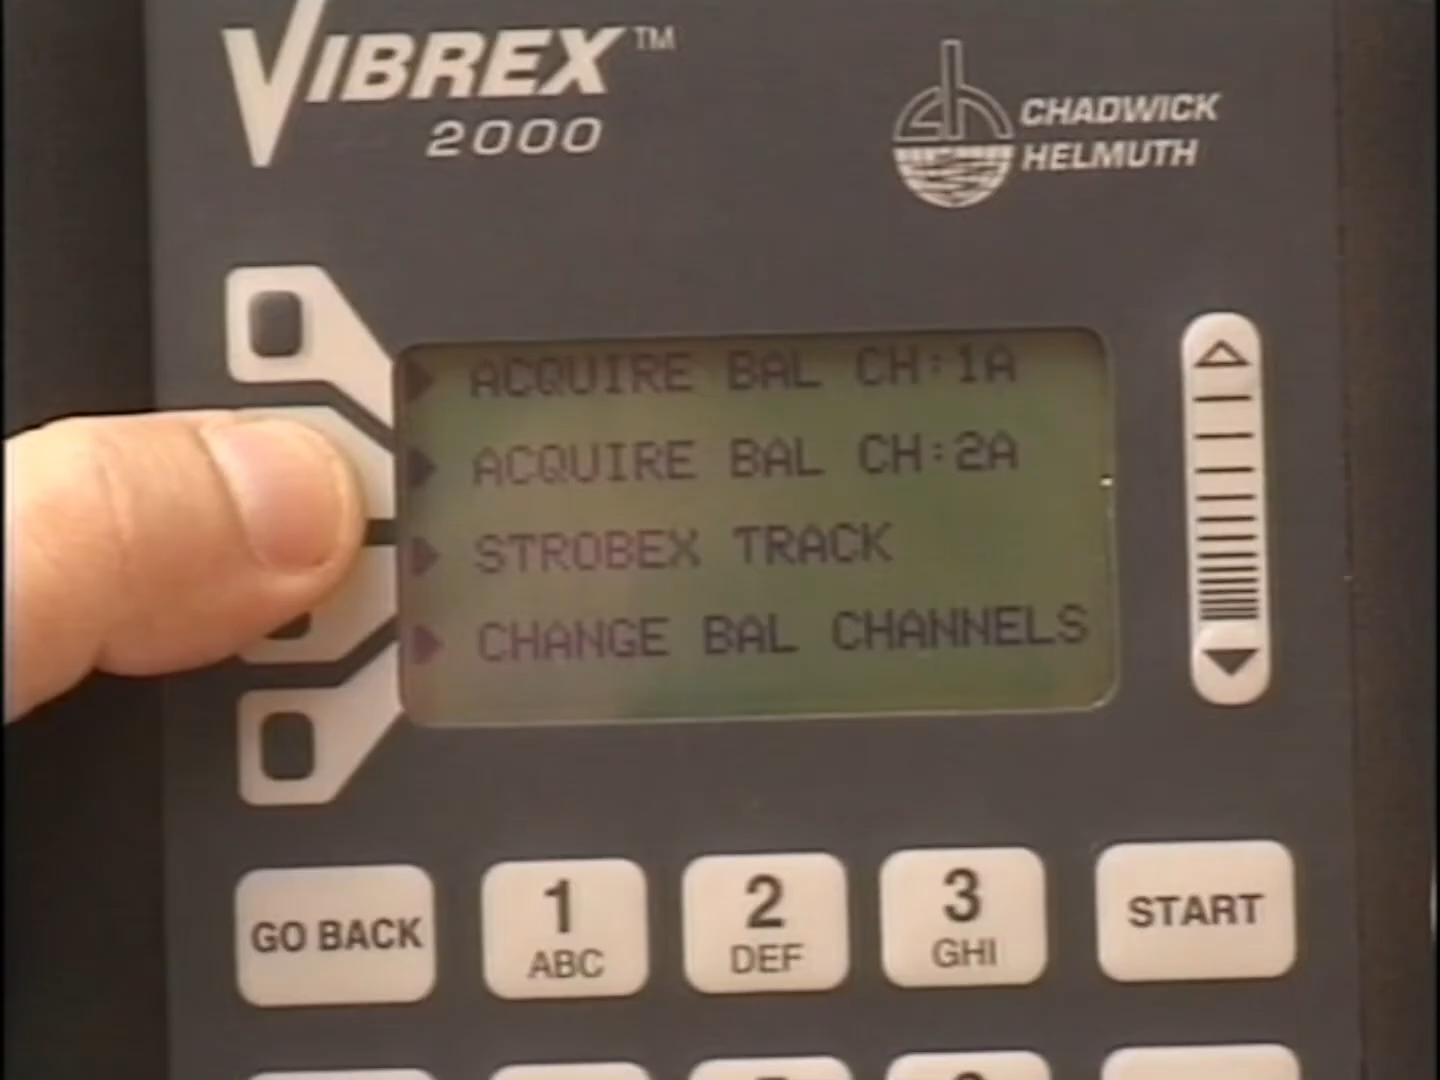 VIBREX™
2000
CHADWICK
HELMUTH
ACQUIRE BAL CH:1A
ACQUIRE BAL CH:2A
STROBEX TRACK
CHANGE BAL CHANNELS
GO BACK
1
ABC
2
DEF
3
GHI
START